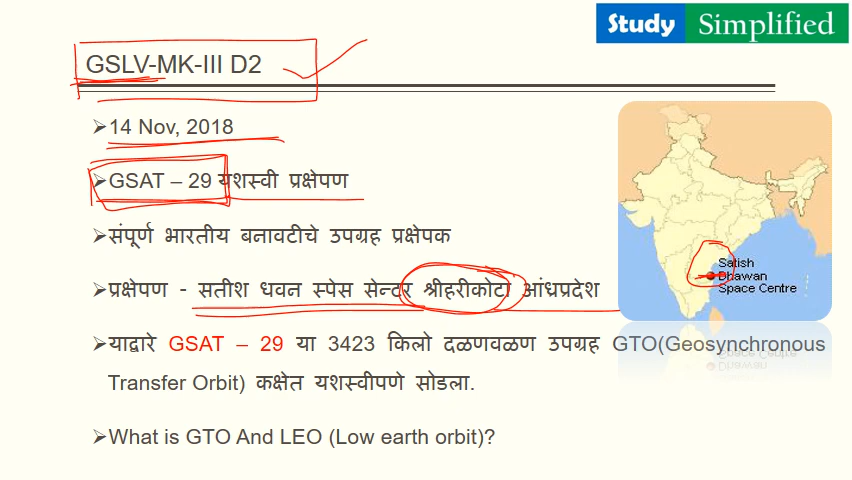 Study Simplified
GSLV-MK-III D2
14 Nov, 2018
GSAT – 29 यशस्वी प्रक्षेपण
संपूर्ण भारतीय बनावटीचे उपग्रह प्रक्षेपक
प्रक्षेपण - सतीश धवन स्पेस सेन्टर श्रीहरीकोटा आंध्रप्रदेश
Satish
Dhawan
Space Centre
याद्वारे GSAT – 29 या 3423 किलो दळणवळण उपग्रह GTO(Geosynchronous
Transfer Orbit) कक्षेत यशस्वीपणे सोडला.
What is GTO And LEO (Low earth orbit)?